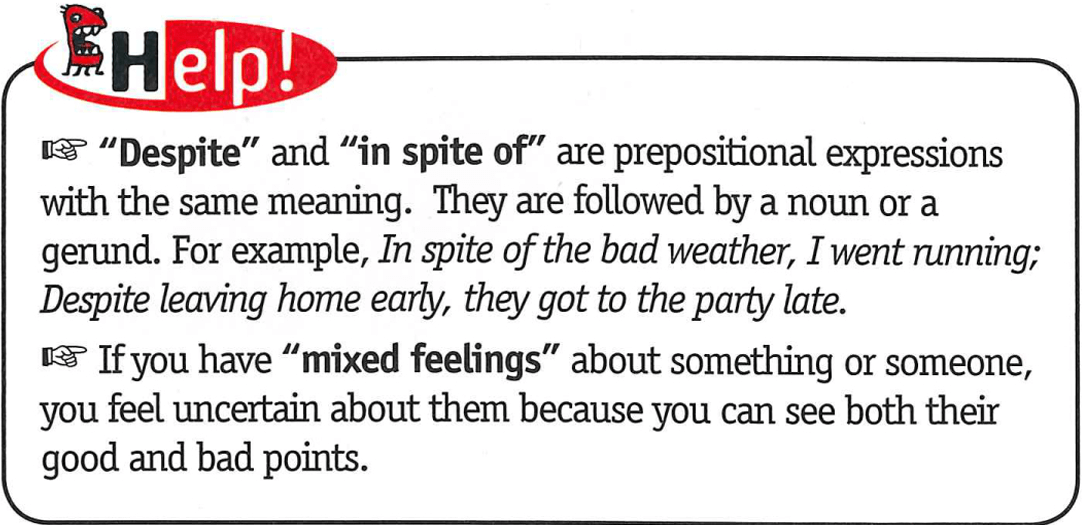 Help!
☞ “Despite” and “in spite of” are prepositional expressions
with the same meaning. They are followed by a noun or a
gerund. For example, In spite of the bad weather, I went running;
Despite leaving home early, they got to the party late.
☞ If you have “mixed feelings” about something or someone,
you feel uncertain about them because you can see both their
good and bad points.